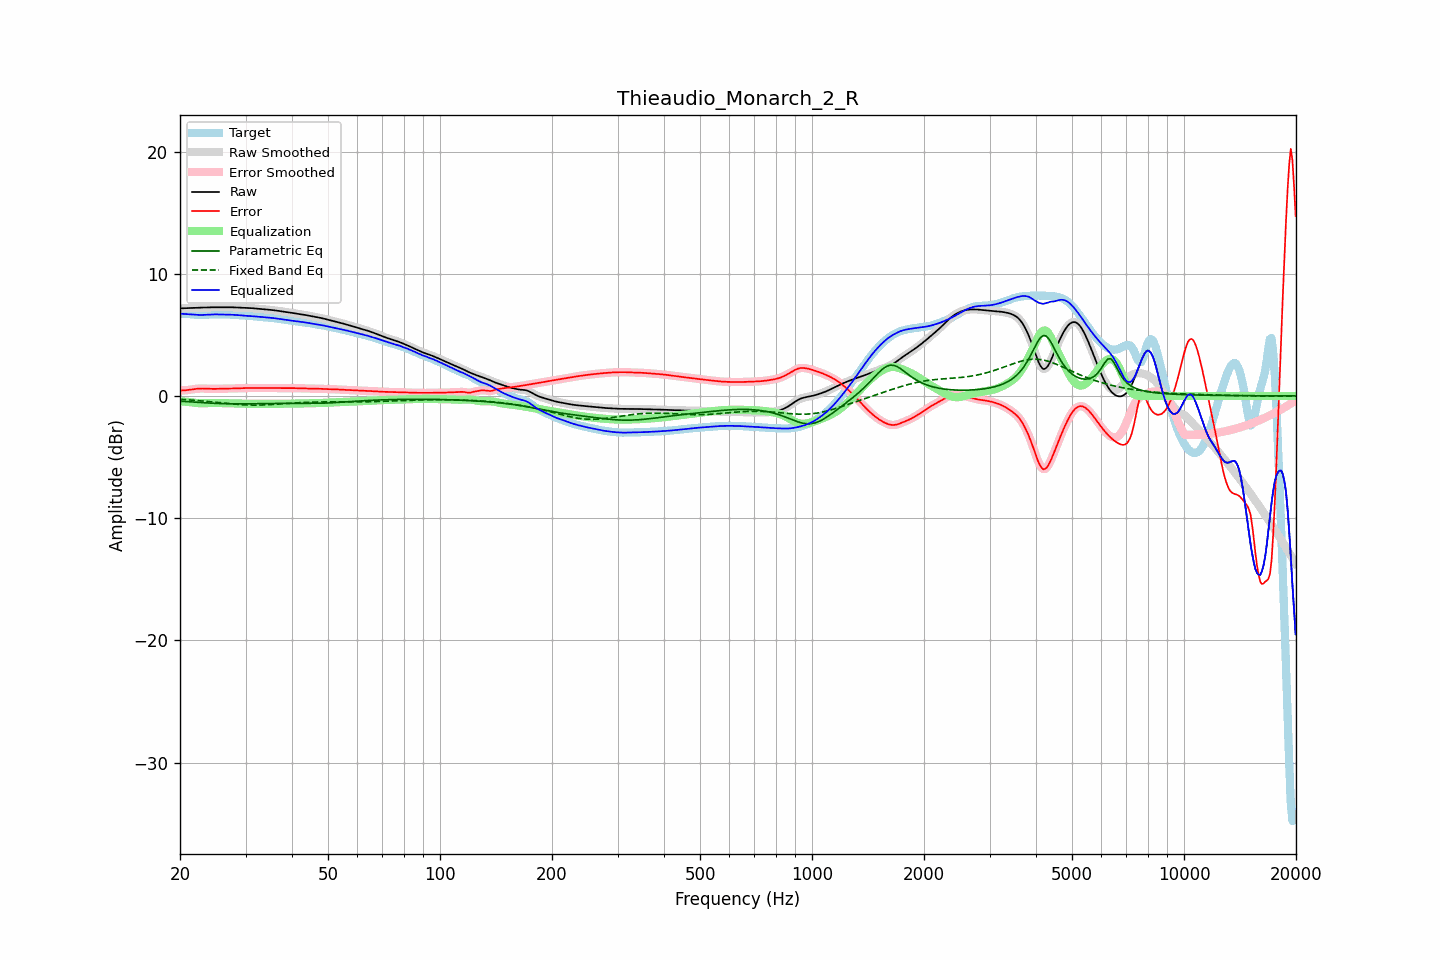 Thieaudio_Monarch_2_R
Target
Raw Smoothed
Error Smoothed
Raw
Error
Equalization
Parametric Eq
Fixed Band Eq
Equalized
20
10
0
−10
−20
−30
Amplitude (dBr)
20
50
100
200
500
1000
2000
5000
10000
20000
Frequency (Hz)